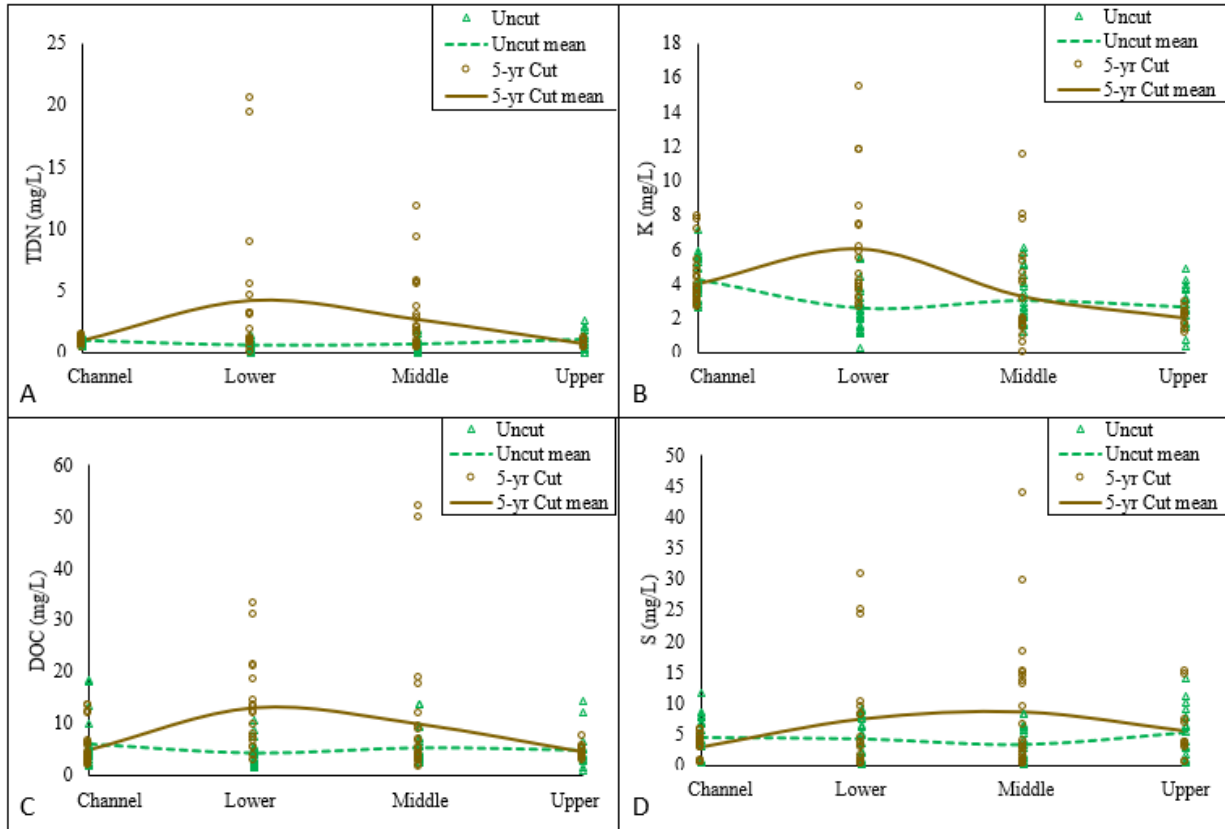 Uncut
Uncut mean
5-yr Cut
5-yr Cut mean
25
20
15
10
5
0
TDN (mg/L)
Channel Lower Middle Upper
A
Uncut
Uncut mean
5-yr Cut
5-yr Cut mean
18
16
14
12
10
8
6
4
2
0
K (mg/L)
Channel Lower Middle Upper
B
Uncut
Uncut mean
5-yr Cut
5-yr Cut mean
60
50
40
30
20
10
0
DOC (mg/L)
Channel Lower Middle Upper
C
Uncut
Uncut mean
5-yr Cut
5-yr Cut mean
50
45
40
35
30
25
20
15
10
5
0
S (mg/L)
Channel Lower Middle Upper
D